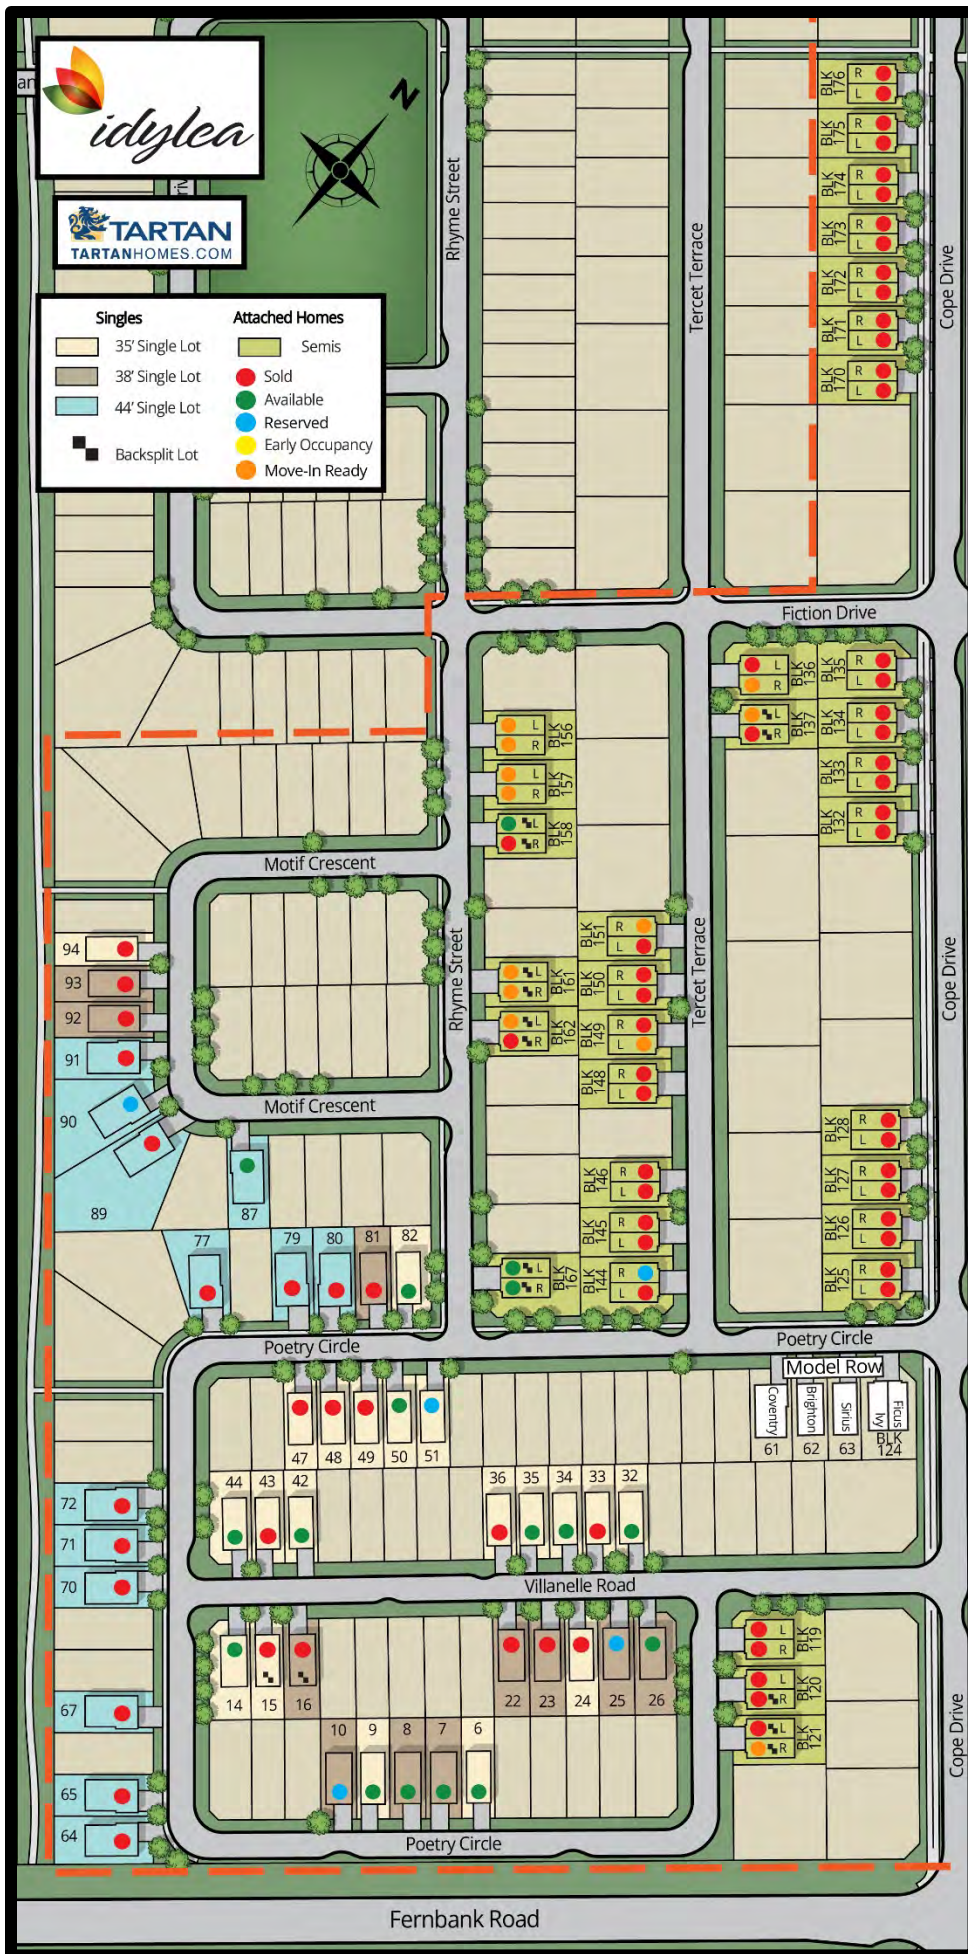 idylea
TARTAN
TARTANHOMES.COM
N
Singles
35' Single Lot
38' Single Lot
44' Single Lot
Backsplit Lot
Attached Homes
Semis
Sold
Available
Reserved
Early Occupancy
Move-In Ready
Rhyme Street
Tercet Terrace
Cope Drive
BLK 176
R
L
BLK 175
R
L
BLK 174
R
L
BLK 173
R
L
BLK 172
R
L
BLK 171
R
L
BLK 170
R
L
Fiction Drive
L
R
BLK 136
BLK 135
R
L
L
R
BLK 137
BLK 134
R
L
BLK 133
R
L
BLK 132
R
L
L
R
BLK 156
L
R
BLK 157
L
R
BLK 158
Motif Crescent
Rhyme Street
Tercet Terrace
Cope Drive
BLK 151
R
L
L
R
BLK 161
BLK 150
R
L
L
R
BLK 162
BLK 149
R
L
BLK 148
R
L
94
93
92
91
90
89
Motif Crescent
87
BLK 128
R
L
BLK 127
R
L
BLK 126
R
L
BLK 125
R
L
BLK 146
R
L
BLK 145
R
L
L
R
BLK 167
BLK 144
R
L
77
79
80
81
82
Poetry Circle
Poetry Circle
Model Row
Coventry
Brighton
Sirius
Ficus
Ivy
61
62
63
BLK 124
47
48
49
50
51
44
43
42
36
35
34
33
32
72
71
70
Villanelle Road
14
15
16
22
23
24
25
26
L
R
BLK 119
L
R
BLK 120
L
R
BLK 121
67
65
64
10
9
8
7
6
Poetry Circle
Cope Drive
Fernbank Road